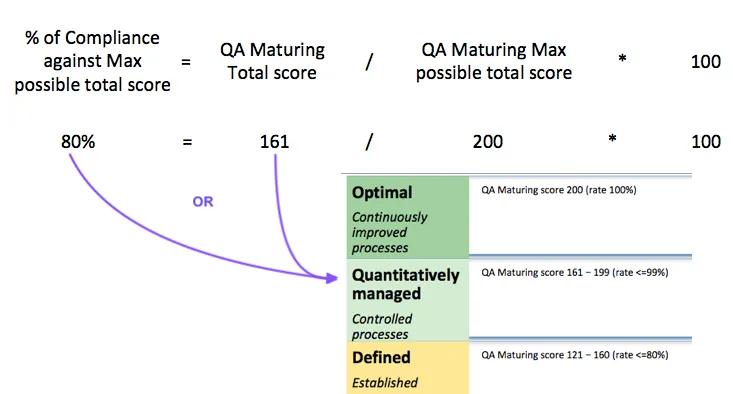 % of Compliance
against Max
possible total score
=
QA Maturing
Total score
/
QA Maturing Max
possible total score
*
100
80%
=
161
/
200
*
100
OR
Optimal
Continuously
improved
processes
QA Maturing score 200 (rate 100%)
Quantitatively
managed
Controlled
processes
QA Maturing score 161 – 199 (rate <=99%)
Defined
Established
QA Maturing score 121 – 160 (rate <=80%)